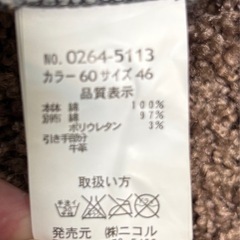 NO. 0264-5113
カラー 60 サイズ 46
品質表示
本体 綿 100%
別布 綿 97%
ポリウレタン 3%
引き手部分
牛革
取扱い方
発売元 ㈱ニコル